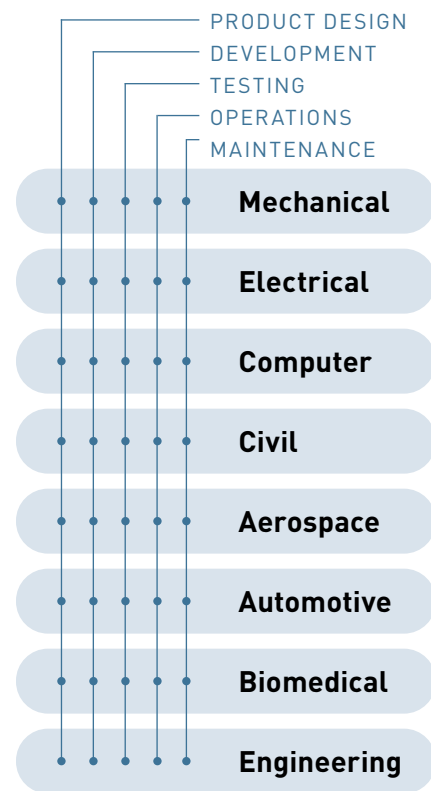 PRODUCT DESIGN
DEVELOPMENT
TESTING
OPERATIONS
MAINTENANCE
Mechanical
Electrical
Computer
Civil
Aerospace
Automotive
Biomedical
Engineering